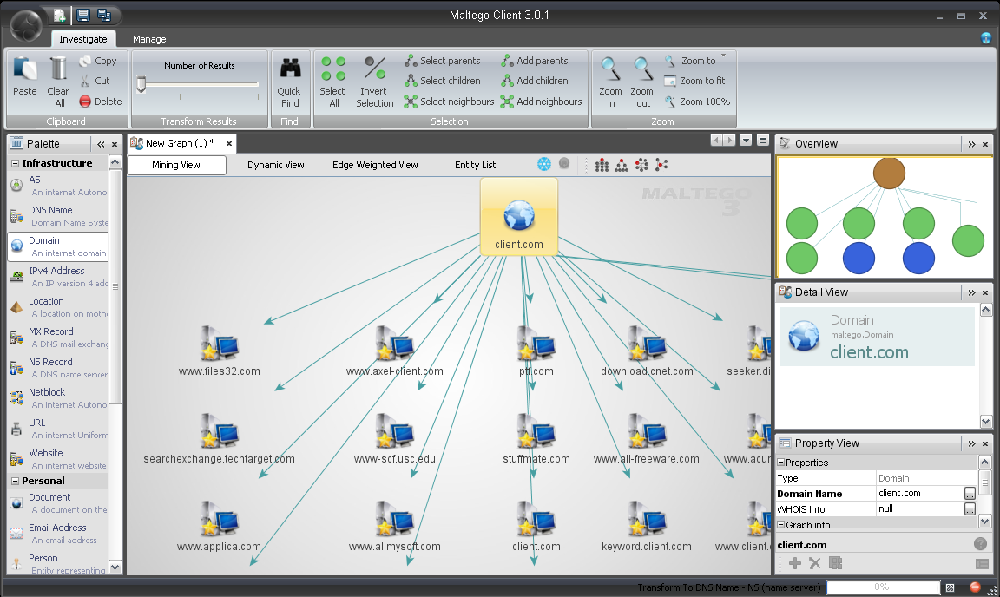 Maltego Client 3.0.1
Investigate Manage
Paste Clear All Copy Cut Delete
Clipboard
Number of Results
Transform Results
Quick Find
Find
Select All Invert Selection Select parents Select children Select neighbours Add parents Add children Add neighbours
Selection
Zoom in Zoom out Zoom to Zoom to fit Zoom 100%
Zoom
Palette
Infrastructure
AS
An internet Autono
DNS Name
Domain Name Syste
Domain
An internet domain
IPv4 Address
An IP version 4 add
Location
A location on moth
MX Record
A DNS mail exchang
NS Record
A DNS name server
Netblock
An internet Autono
URL
An internet Uniform
Website
An internet website
Personal
Document
A document on the
Email Address
An email address
Person
Entity representing
New Graph (1) *
Mining View Dynamic View Edge Weighted View Entity List
MALTEGO 3
client.com
www.files32.com www.axel-client.com ptf.com download.cnet.com seeker.di
searchexchange.techtarget.com www-scf.usc.edu stuffmate.com www.all-freeware.com www.acur
www.applica.com www.allmysoft.com client.com keyword.client.com www.client.
Overview
Detail View
Domain
maltego.Domain
client.com
Property View
Properties
Type Domain
Domain Name client.com
WHOIS Info null
Graph info
client.com
Transform To DNS Name - NS (name server) 0%